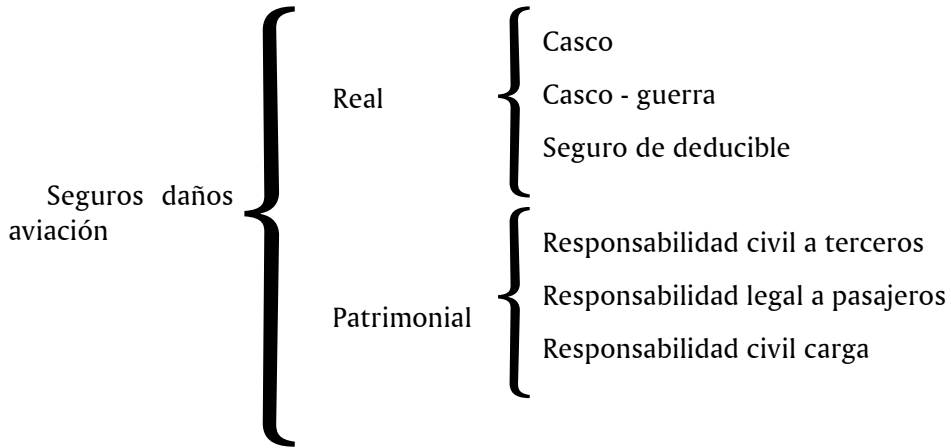 Seguros daños
aviación
Real
Casco
Casco - guerra
Seguro de deducible
Patrimonial
Responsabilidad civil a terceros
Responsabilidad legal a pasajeros
Responsabilidad civil carga